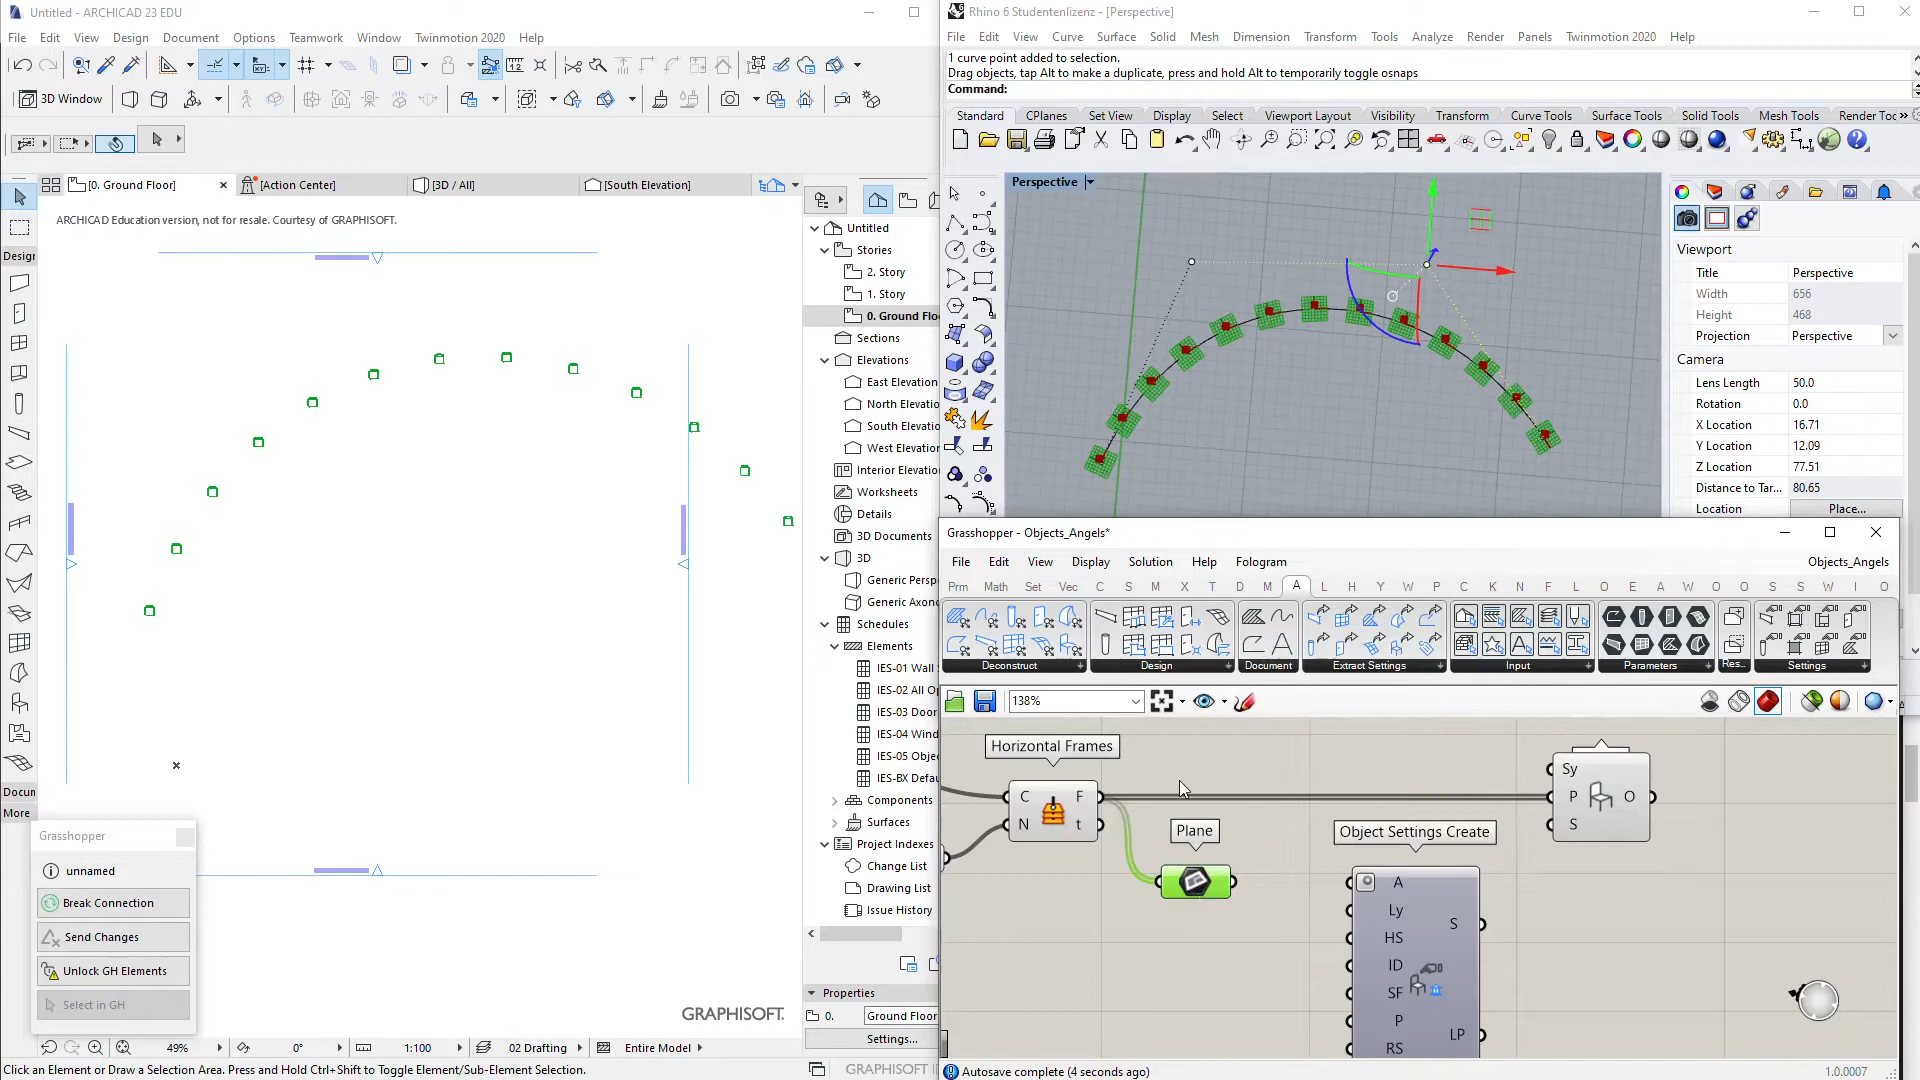 Untitled - ARCHICAD 23 EDU
File Edit View Design Document Options Teamwork Window Twinmotion 2020 Help
3D Window
[0. Ground Floor] [Action Center] [3D / All] [South Elevation]
ARCHICAD Education version, not for resale. Courtesy of GRAPHISOFT.
Design
Docum
More
Untitled
Stories
2. Story
1. Story
0. Ground Floo
Sections
Elevations
East Elevation
North Elevatio
South Elevatio
West Elevation
Interior Elevatio
Worksheets
Details
3D Documents
3D
Generic Persp
Generic Axono
Schedules
Elements
IES-01 Wall
IES-02 All Op
IES-03 Door
IES-04 Wind
IES-05 Objec
IES-BX Defau
Components
Surfaces
Project Indexes
Change List
Drawing List
Issue History
Properties
0. Ground Floor
Settings...
Grasshopper
unnamed
Break Connection
Send Changes
Unlock GH Elements
Select in GH
GRAPHISOFT.
49% 0° 1:100 02 Drafting Entire Model
Click an Element or Draw a Selection Area. Press and Hold Ctrl+Shift to Toggle Element/Sub-Element Selection.
GRAPHISOFT ID
Rhino 6 Studentenlizenz - [Perspective]
File Edit View Curve Surface Solid Mesh Dimension Transform Tools Analyze Render Panels Twinmotion 2020 Help
1 curve point added to selection.
Drag objects, tap Alt to make a duplicate, press and hold Alt to temporarily toggle osnaps
Command:
Standard CPlanes Set View Display Select Viewport Layout Visibility Transform Curve Tools Surface Tools Solid Tools Mesh Tools Render Toc »
Perspective
Viewport
Title Perspective
Width 656
Height 468
Projection Perspective
Camera
Lens Length 50.0
Rotation 0.0
X Location 16.71
Y Location 12.09
Z Location 77.51
Distance to Tar... 80.65
Location Place...
Grasshopper - Objects_Angels*
File Edit View Display Solution Help Fologram Objects_Angels
Prm Math Set Vec C S M X T D M A L H Y P W P C K N F L O E A W O O S S W I O
Deconstruct Design Document Extract Settings Input Parameters Res... Settings
138%
Horizontal Frames
C F
N t
Plane
Object Settings Create
A
Ly
HS
ID
SF
P
RS
S
LP
Sy
P O
S
Autosave complete (4 seconds ago) 1.0.0007